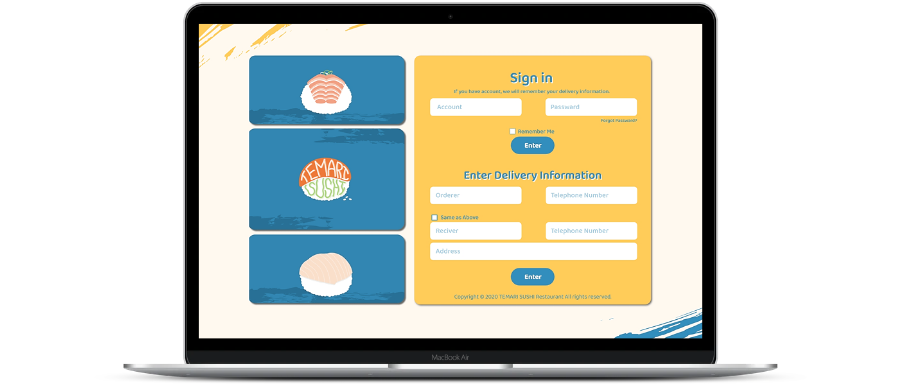 TEMARI
SUSHI
Sign in
If you have account, we will remember your delivery information.
Account
Password
Forgot Password?
Remember Me
Enter
Enter Delivery Information
Orderer
Telephone Number
Same as Above
Reciver
Telephone Number
Address
Enter
Copyright © 2020 TEMARI SUSHI Restaurant All rights reserved.
MacBook Air